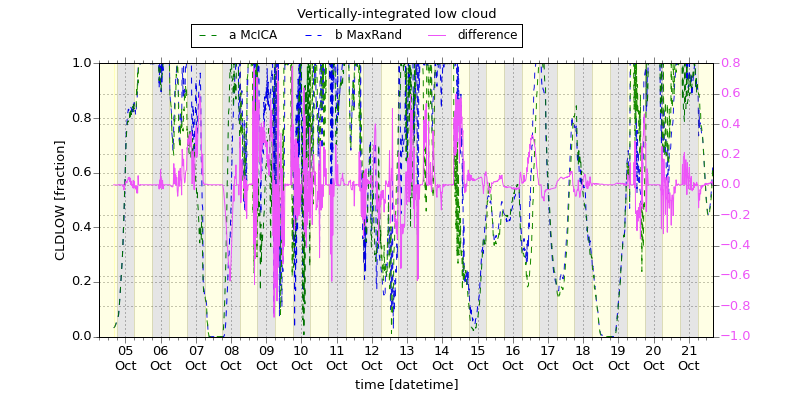 Vertically-integrated low cloud
a McICA b MaxRand difference
1.0 0.8
0.6
0.8 0.4
0.2
0.6 0.0
−0.2
0.4 −0.4
0.2 −0.6
−0.8
0.0 −1.0
CLDLOW [fraction]
05 06 07 08 09 10 11 12 13 14 15 16 17 18 19 20 21
Oct Oct Oct Oct Oct Oct Oct Oct Oct Oct Oct Oct Oct Oct Oct Oct Oct
time [datetime]